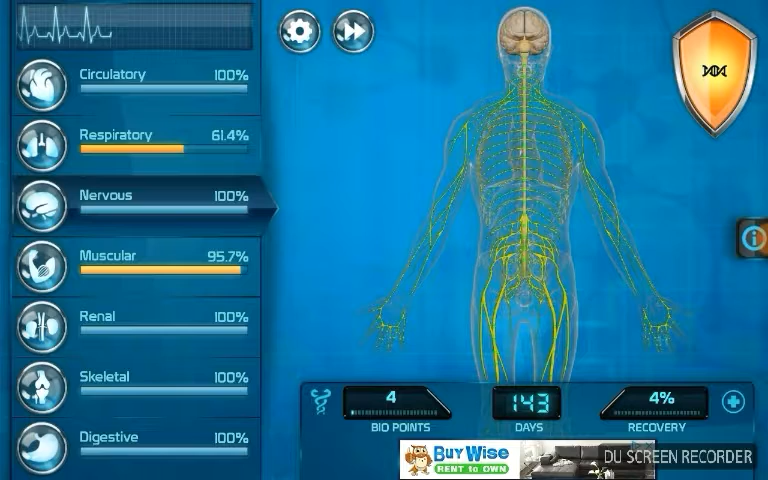 Circulatory 100%
Respiratory 61.4%
Nervous 100%
Muscular 95.7%
Renal 100%
Skeletal 100%
Digestive 100%
4
BIO POINTS
143
DAYS
4%
RECOVERY
BUY WISE
RENT to OWN
DU SCREEN RECORDER